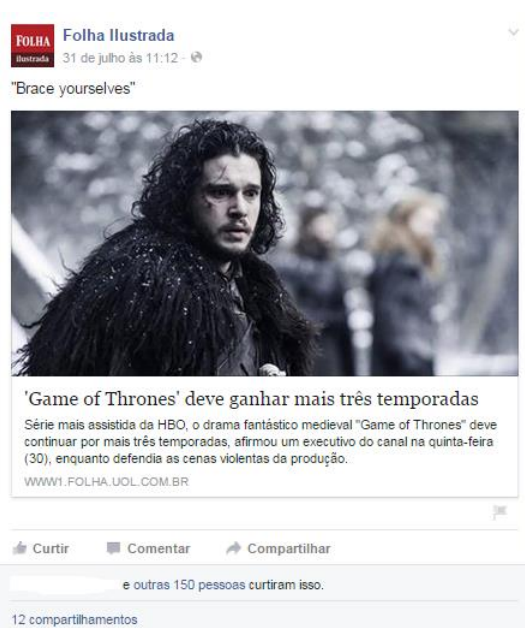 FOLHA
ilustrada
Folha Ilustrada
31 de julho às 11:12 ·
"Brace yourselves"
'Game of Thrones' deve ganhar mais três temporadas
Série mais assistida da HBO, o drama fantástico medieval "Game of Thrones" deve
continuar por mais três temporadas, afirmou um executivo do canal na quinta-feira
(30), enquanto defendia as cenas violentas da produção.
WWW1.FOLHA.UOL.COM.BR
Curtir Comentar Compartilhar
e outras 150 pessoas curtiram isso.
12 compartilhamentos